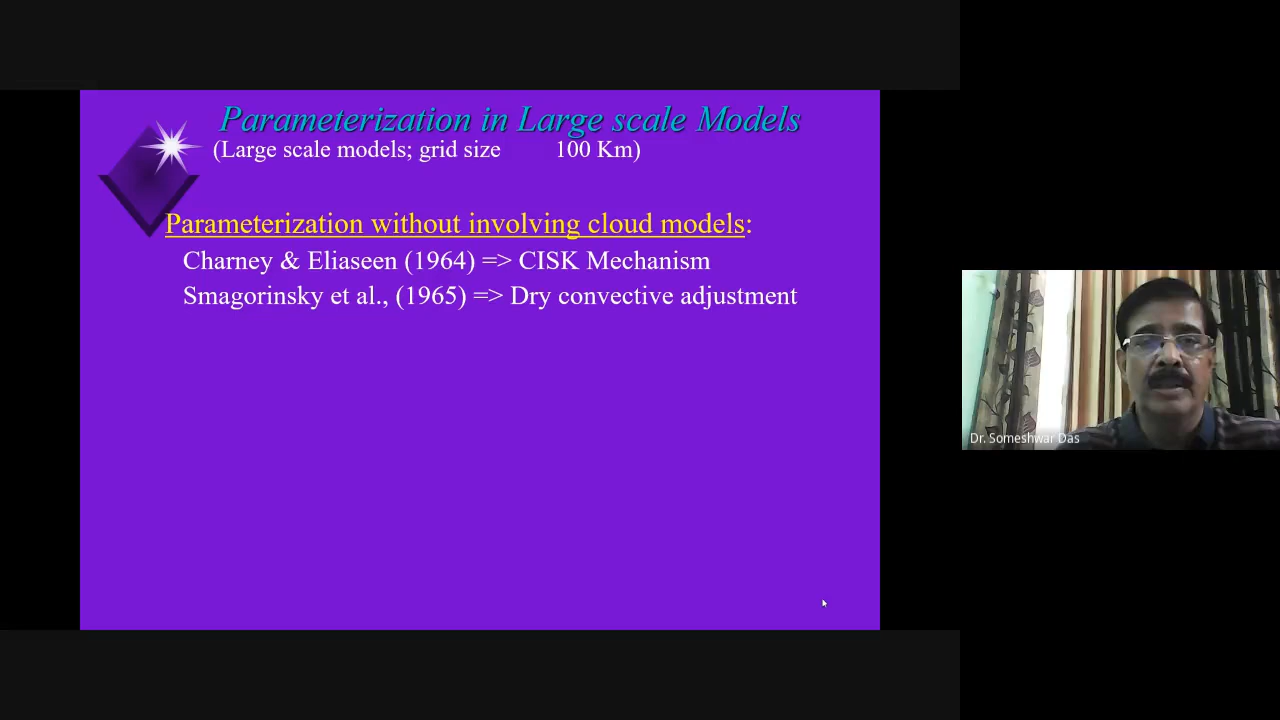 Parameterization in Large scale Models
(Large scale models; grid size 100 Km)
Parameterization without involving cloud models:
Charney & Eliaseen (1964) => CISK Mechanism
Smagorinsky et al., (1965) => Dry convective adjustment
Dr. Someshwar Das